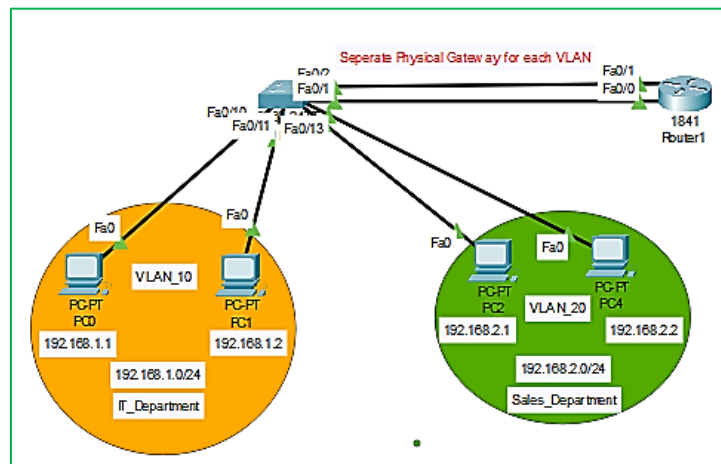 Seperate Physical Gateway for each VLAN
Fa0/2
Fa0/1
Fa0/1
Fa0/0
1841
Router1
Fa0/10
Fa0/11
Fa0/13
Fa0
Fa0
VLAN_10
PC-PT
PC0
PC-PT
PC1
192.168.1.1
192.168.1.2
192.168.1.0/24
IT_Department
Fa0
Fa0
PC-PT
PC2
VLAN_20
PC-PT
PC4
192.168.2.1
192.168.2.2
192.168.2.0/24
Sales_Department